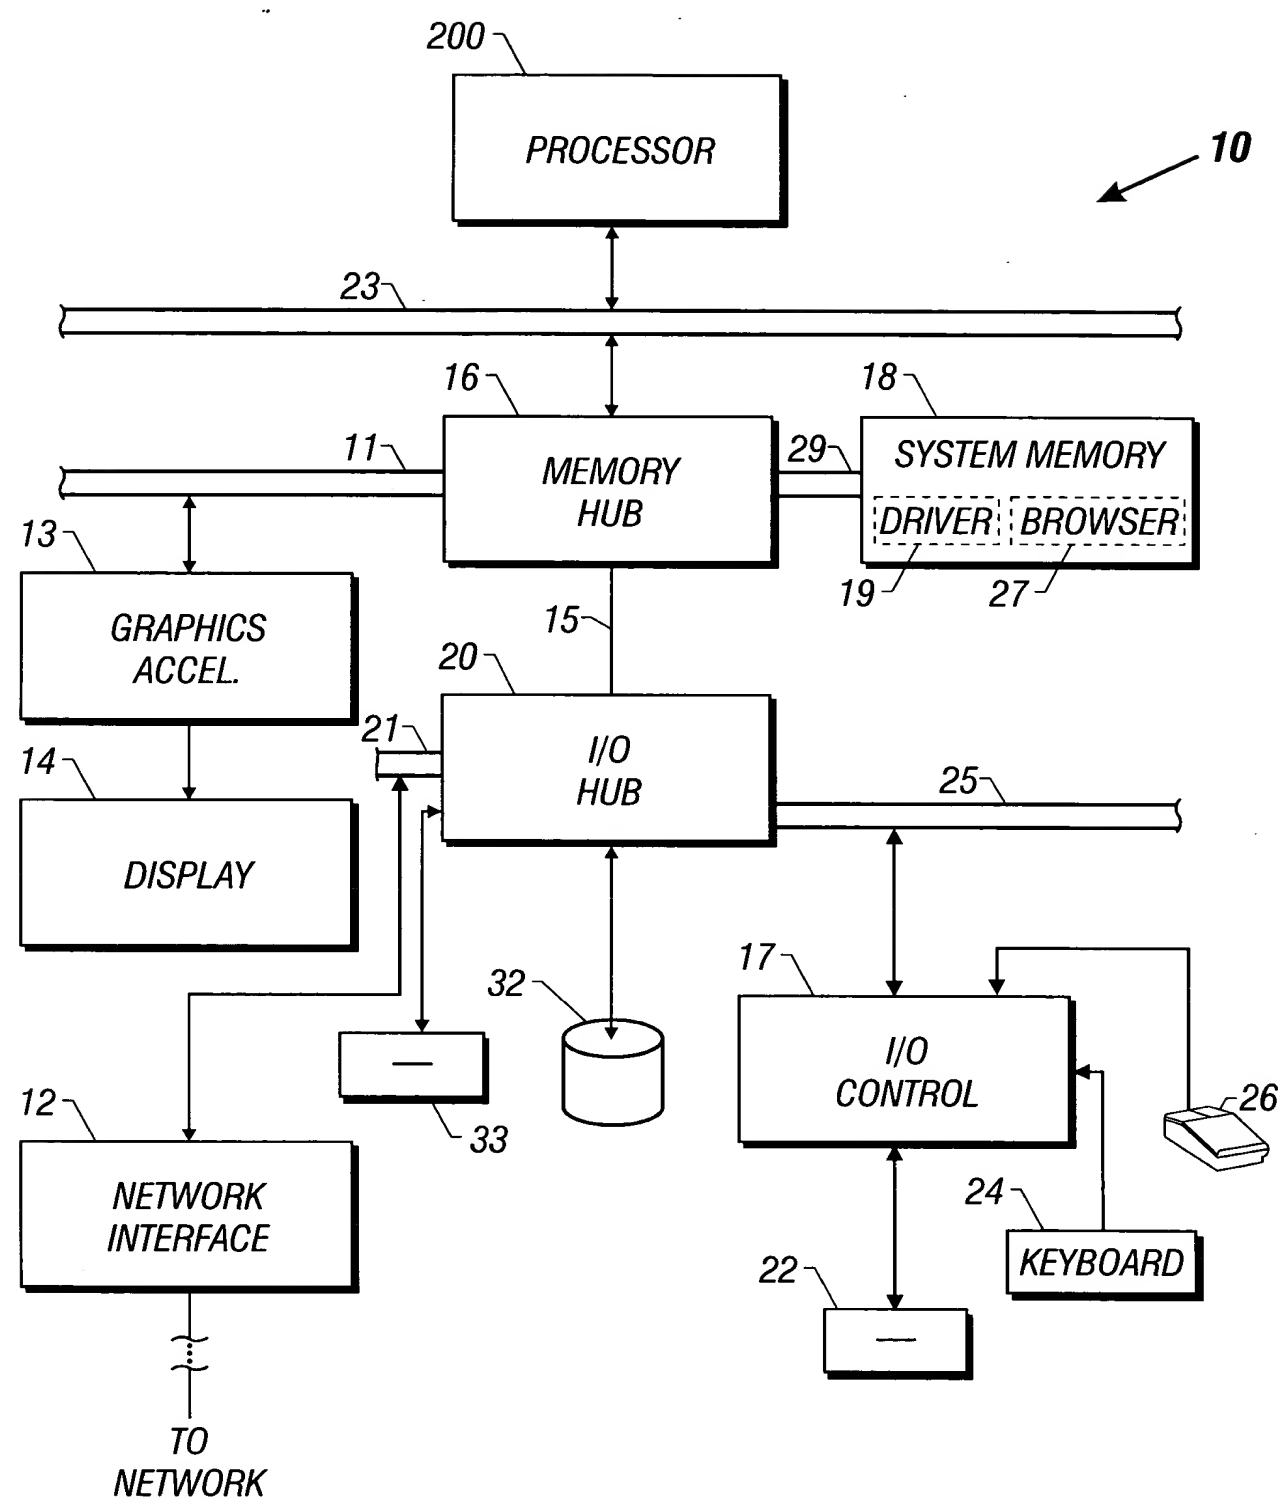 200
PROCESSOR
10
23
16
18
11
MEMORY
HUB
29
SYSTEM MEMORY
DRIVER
BROWSER
13
19
27
GRAPHICS
ACCEL.
15
20
21
I/O
HUB
14
25
DISPLAY
17
32
I/O
CONTROL
12
33
26
NETWORK
INTERFACE
24
KEYBOARD
22
TO
NETWORK